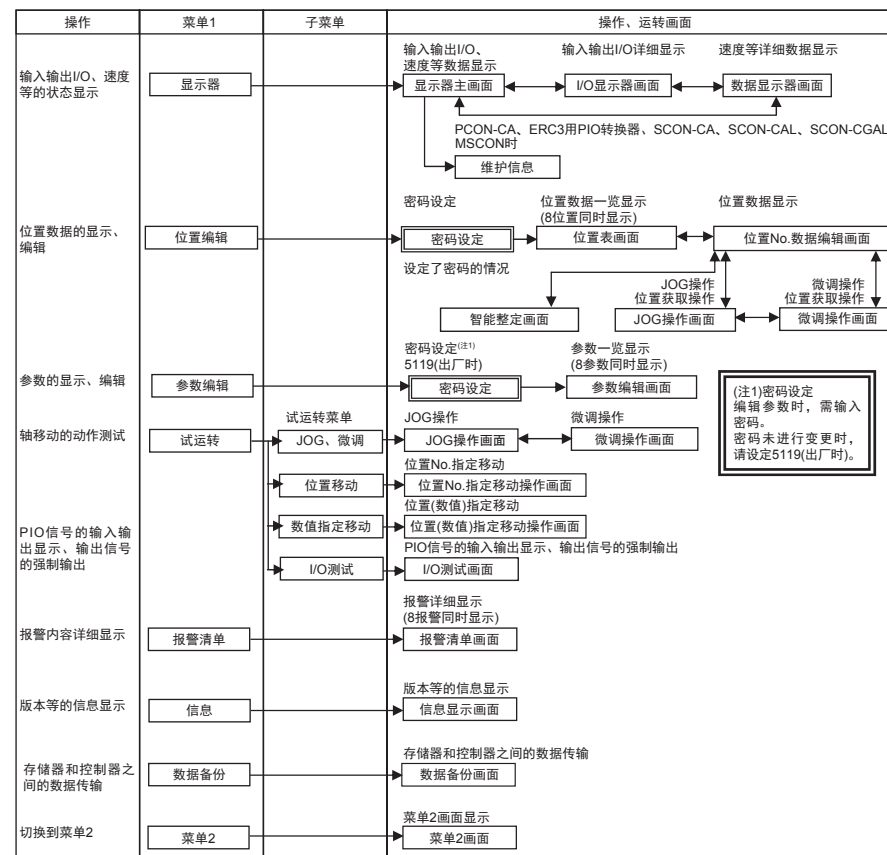 操作 菜单1 子菜单 操作、运转画面
输入输出I/O、速度
等的状态显示
显示器
输入输出I/O、
速度等数据显示
输入输出I/O详细显示
速度等详细数据显示
显示器主画面
I/O显示器画面
数据显示器画面
PCON-CA、ERC3用PIO转换器、SCON-CA、SCON-CAL、SCON-CGAL
MSCON时
维护信息
位置数据的显示、
编辑
位置编辑
密码设定
位置数据一览显示
(8位置同时显示)
位置数据显示
密码设定
位置表画面
位置No.数据编辑画面
设定了密码的情况
JOG操作
位置获取操作
微调操作
位置获取操作
智能整定画面
JOG操作画面
微调操作画面
参数的显示、编辑
参数编辑
密码设定(注1)
5119(出厂时)
参数一览显示
(8参数同时显示)
密码设定
参数编辑画面
(注1)密码设定
编辑参数时，需输入
密码。
密码未进行变更时，
请设定5119(出厂时)。
轴移动的动作测试
试运转
试运转菜单
JOG、微调
JOG操作
JOG操作画面
微调操作
微调操作画面
位置移动
位置No.指定移动
位置No.指定移动操作画面
数值指定移动
位置(数值)指定移动
位置(数值)指定移动操作画面
PIO信号的输入输
出显示、输出信号
的强制输出
I/O测试
PIO信号的输入输出显示、输出信号的强制输出
I/O测试画面
报警内容详细显示
报警清单
报警详细显示
(8报警同时显示)
报警清单画面
版本等的信息显示
信息
版本等的信息显示
信息显示画面
存储器和控制器之
间的数据传输
数据备份
存储器和控制器之间的数据传输
数据备份画面
切换到菜单2
菜单2
菜单2画面显示
菜单2画面